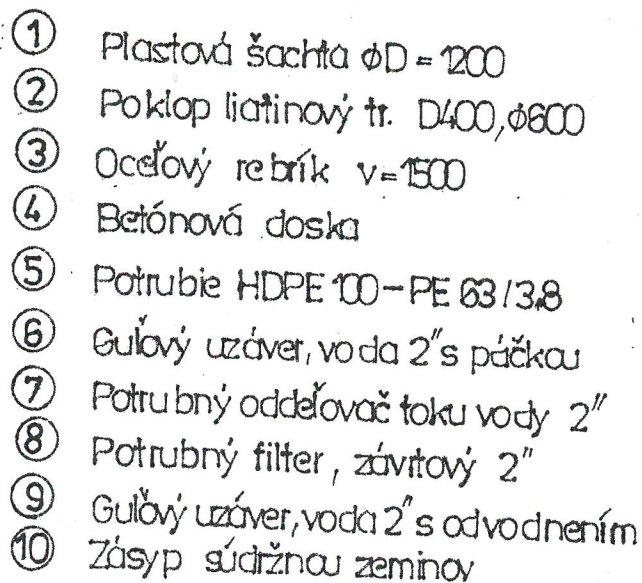 ① Plastová šachta ϕD = 1200
② Poklop liatinový tr. D400, ϕ600
③ Oceľový rebrík v=1500
④ Betónová doska
⑤ Potrubie HDPE 100-PE 63/3,8
⑥ Guľový uzáver, voda 2" s páčkou
⑦ Potrubný oddeľovač toku vody 2"
⑧ Potrubný filter, závitový 2"
⑨ Guľový uzáver, voda 2" s odvodnením
⑩ Zásyp súdržnou zeminou